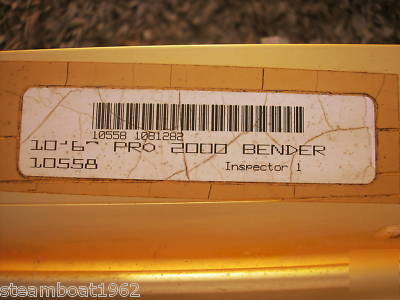 10558 1081282
10'6" PRO 2000 BENDER
10558 Inspector 1
steamboat1962